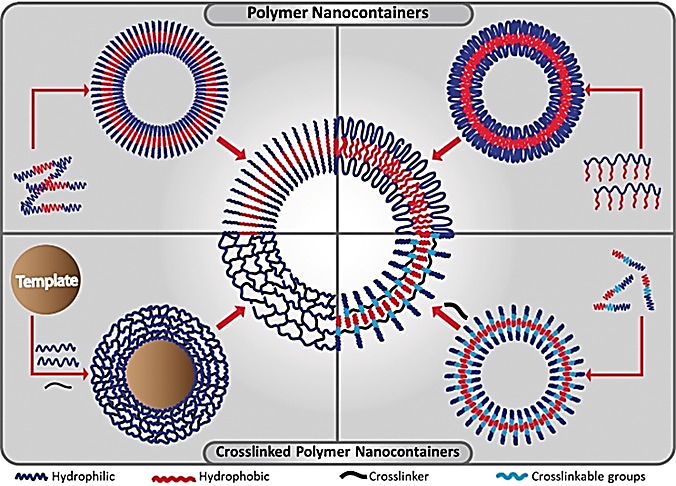 Polymer Nanocontainers
Template
Crosslinked Polymer Nanocontainers
Hydrophilic
Hydrophobic
Crosslinker
Crosslinkable groups